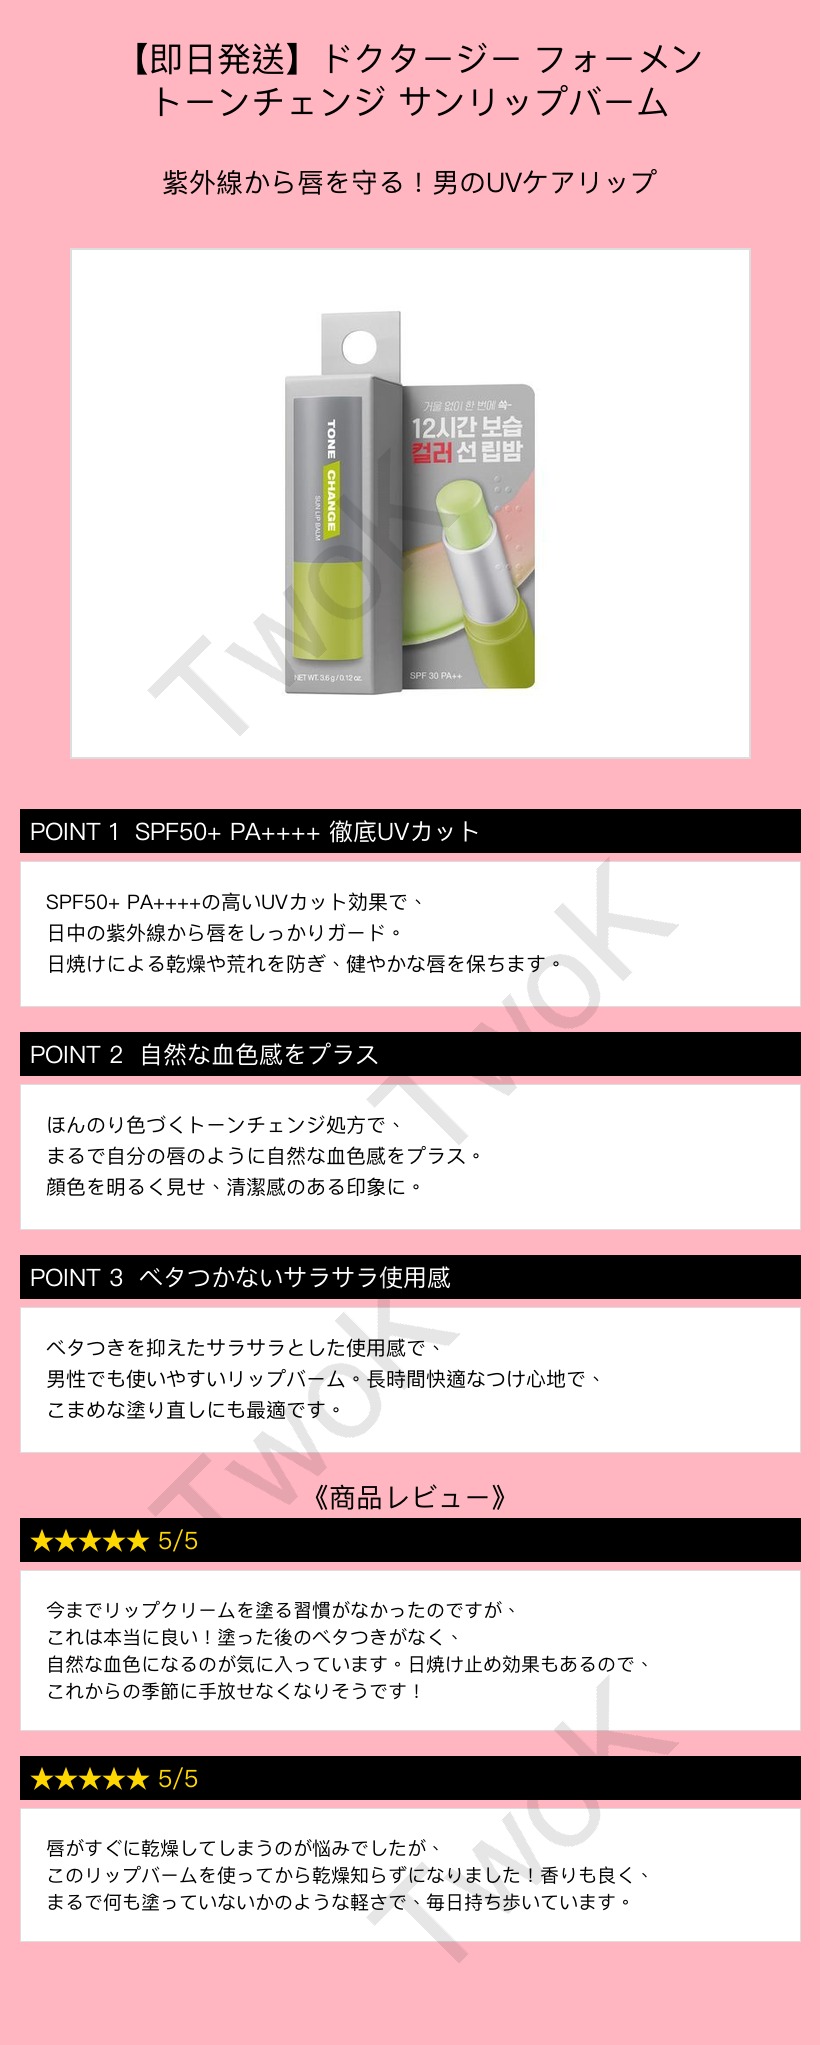 【即日発送】ドクタージー フォーメン
トーンチェンジ サンリップバーム
紫外線から唇を守る！男のUVケアリップ
TONE CHANGE
SUN LIP BALM
NET WT. 3.6 g / 0.12 oz.
거울 없이 한 번에 쓱-
12시간 보습
컬러 선 립밤
SPF 30 PA++
TwoK
POINT 1 SPF50+ PA++++ 徹底UVカット
SPF50+ PA++++の高いUVカット効果で、
日中の紫外線から唇をしっかりガード。
日焼けによる乾燥や荒れを防ぎ、健やかな唇を保ちます。
TwoK
POINT 2 自然な血色感をプラス
ほんのり色づくトーンチェンジ処方で、
まるで自分の唇のように自然な血色感をプラス。
顔色を明るく見せ、清潔感のある印象に。
POINT 3 ベタつかないサラサラ使用感
ベタつきを抑えたサラサラとした使用感で、
男性でも使いやすいリップバーム。長時間快適なつけ心地で、
こまめな塗り直しにも最適です。
TwoK
《商品レビュー》
★★★★★ 5/5
今までリップクリームを塗る習慣がなかったのですが、
これは本当に良い！塗った後のベタつきがなく、
自然な血色になるのが気に入っています。日焼け止め効果もあるので、
これからの季節に手放せなくなりそうです！
★★★★★ 5/5
唇がすぐに乾燥してしまうのが悩みでしたが、
このリップバームを使ってから乾燥知らずになりました！香りも良く、
まるで何も塗っていないかのような軽さで、毎日持ち歩いています。
TwoK